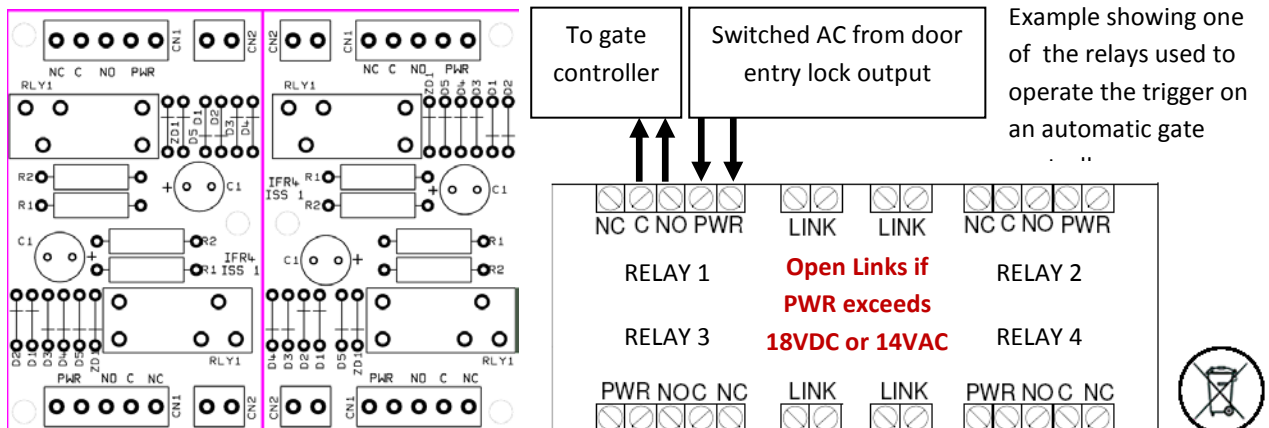 CN1 CN2 CN2 CN1
NC C NO PWR NC C NO PWR
RLY1 RLY1
ZD1 D5 D1 D2 D3 D4 ZD1 D5 D4 D3 D1 D2
R2 + C1 IFR4 R1 + C1
R1 ISS 1 R2
C1 + R2 C1 + R1
IFR4
R1 ISS 1 R2
D2 D1 D3 D4 D5 ZD1 D4 D3 D2 D1 D5 ZD1
RLY1 RLY1
PWR NO C NC PWR NO C NC
CN1 CN2 CN2 CN1
To gate
controller
Switched AC from door
entry lock output
Example showing one
of the relays used to
operate the trigger on
an automatic gate
NC C NO PWR LINK LINK NC C NO PWR
RELAY 1 RELAY 2
Open Links if
PWR exceeds
18VDC or 14VAC
RELAY 3 RELAY 4
PWR NO C NC LINK LINK PWR NO C NC